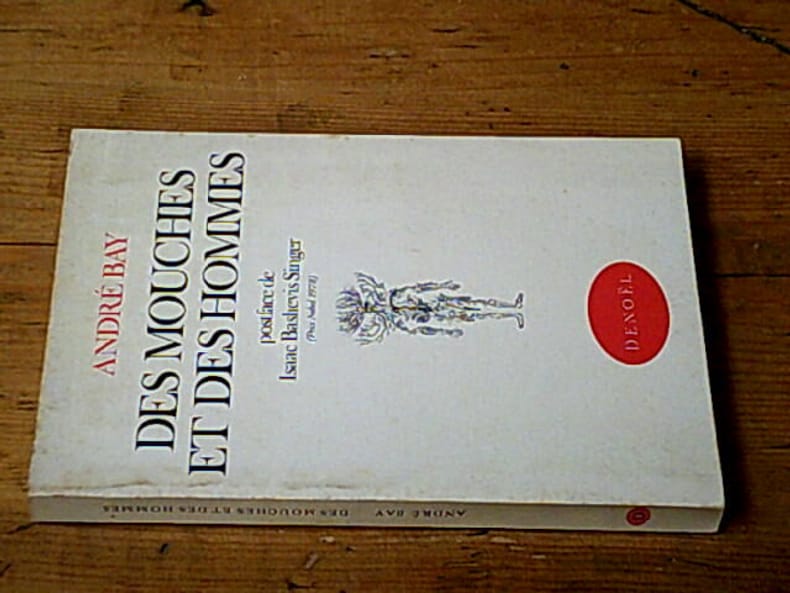 ANDRÉ BAY
DES MOUCHES
ET DES HOMMES
postface de
Isaac Bashevis Singer
(Prix Nobel 1978)
DENOËL
ANDRÉ BAY DES MOUCHES ET DES HOMMES